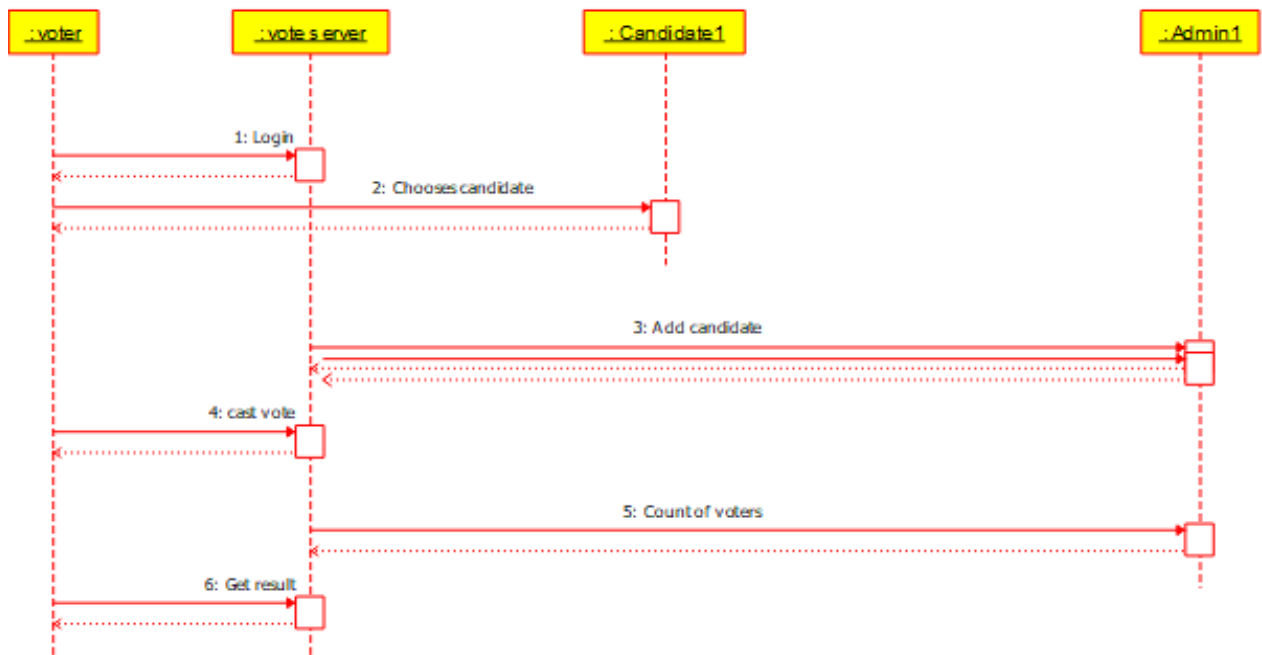 : voter
: vote server
: Candidate1
: Admin1
1: Login
2: Chooses candidate
3: Add candidate
4: cast vote
5: Count of voters
6: Get result